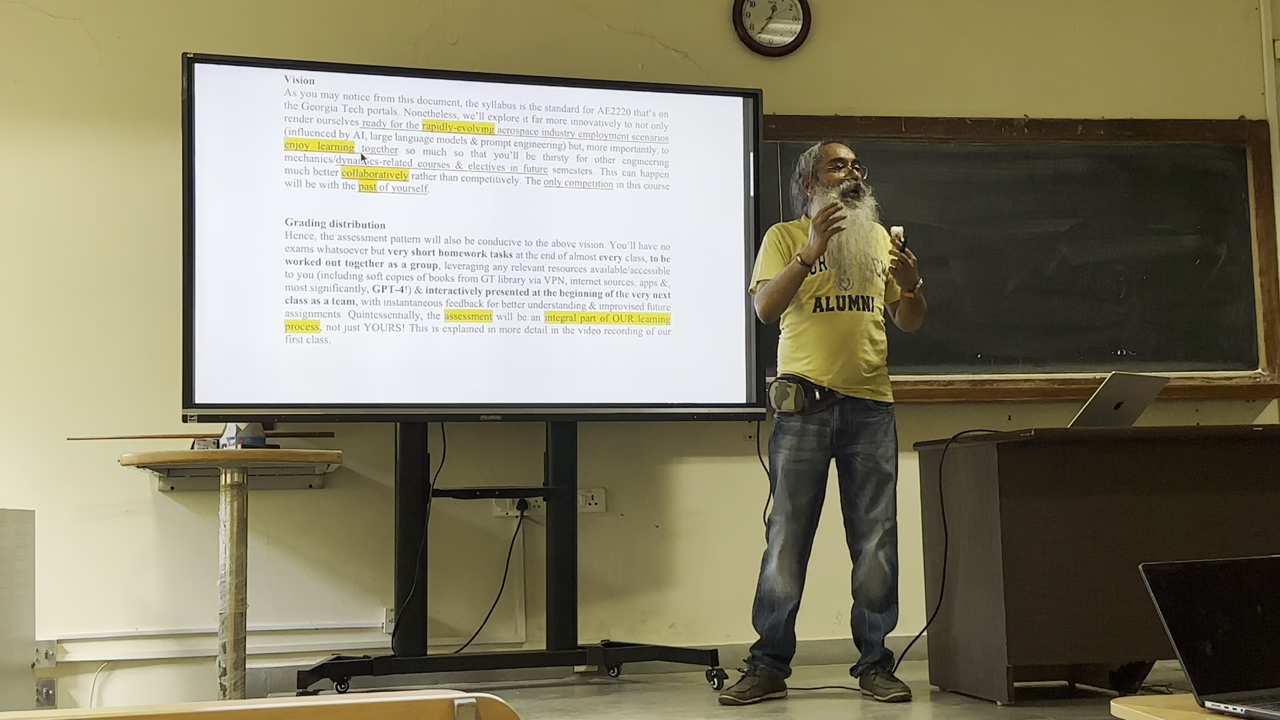 Vision
As you may notice from this document, the syllabus is the standard for AE2220 that's on
the Georgia Tech portals. Nonetheless, we'll explore it far more innovatively to not only
render ourselves ready for the rapidly-evolving aerospace industry employment scenarios
(influenced by AI, large language models & prompt engineering) but, more importantly, to
enjoy learning together so much so that you'll be thirsty for other engineering
mechanics/dynamics-related courses & electives in future semesters. This can happen
much better collaboratively rather than competitively. The only competition in this course
will be with the past of yourself.
Grading distribution
Hence, the assessment pattern will also be conducive to the above vision. You'll have no
exams whatsoever but very short homework tasks at the end of almost every class, to be
worked out together as a group, leveraging any relevant resources available/accessible
to you (including soft copies of books from GT library via VPN, internet sources, apps &,
most significantly, GPT-4!) & interactively presented at the beginning of the very next
class as a team, with instantaneous feedback for better understanding & improvised future
assignments. Quintessentially, the assessment will be an integral part of OUR learning
process, not just YOURS! This is explained in more detail in the video recording of our
first class.
ALUMNI